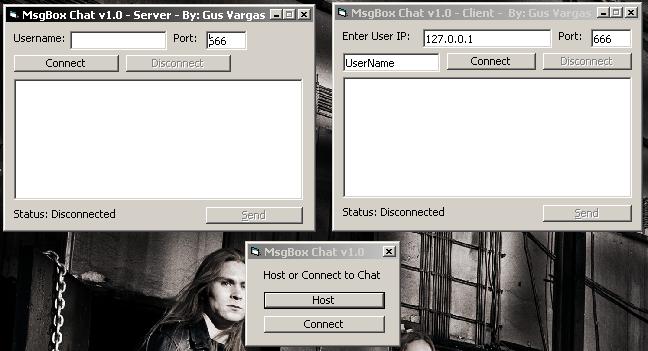 MsgBox Chat v1.0 - Server - By: Gus Vargas
Username: Port: 666
Connect Disconnect
Status: Disconnected Send
MsgBox Chat v1.0 - Client - By: Gus Vargas
Enter User IP: 127.0.0.1 Port: 666
UserName Connect Disconnect
Status: Disconnected Send
MsgBox Chat v1.0
Host or Connect to Chat
Host
Connect